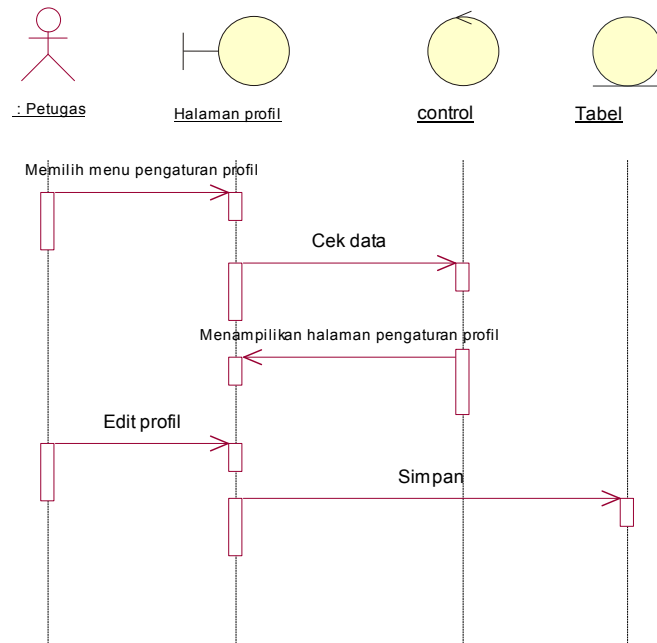 : Petugas
Halaman profil
control
Tabel
Memilih menu pengaturan profil
Cek data
Menampilikan halaman pengaturan profil
Edit profil
Simpan